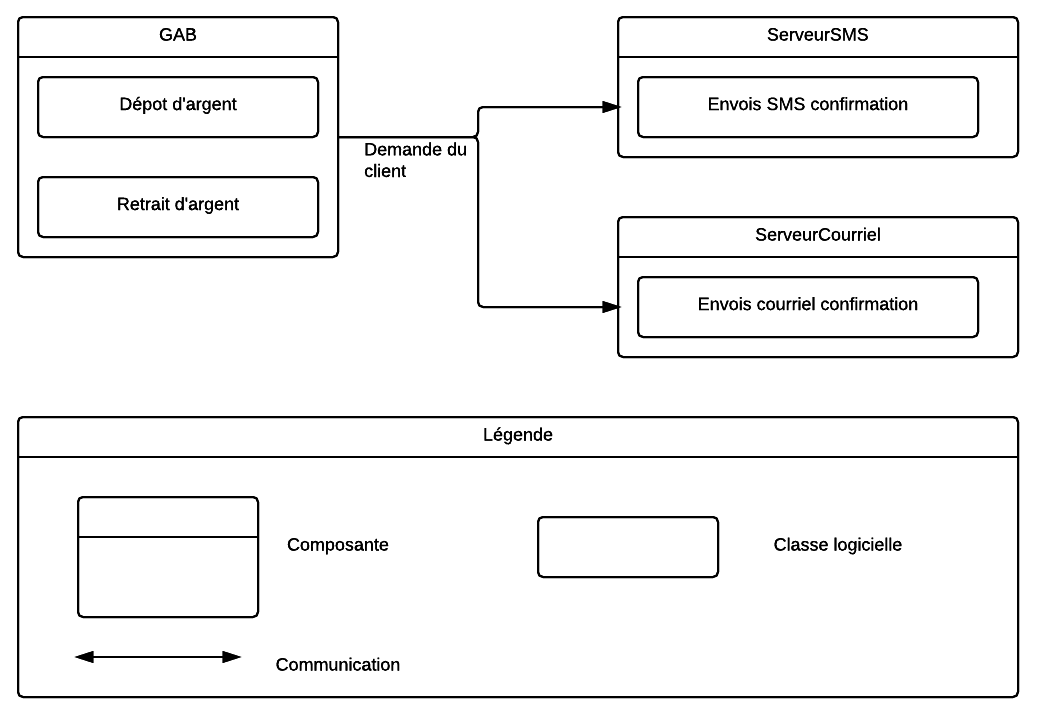 GAB
Dépot d'argent
Retrait d'argent
Demande du
client
ServeurSMS
Envois SMS confirmation
ServeurCourriel
Envois courriel confirmation
Légende
Composante
Classe logicielle
Communication